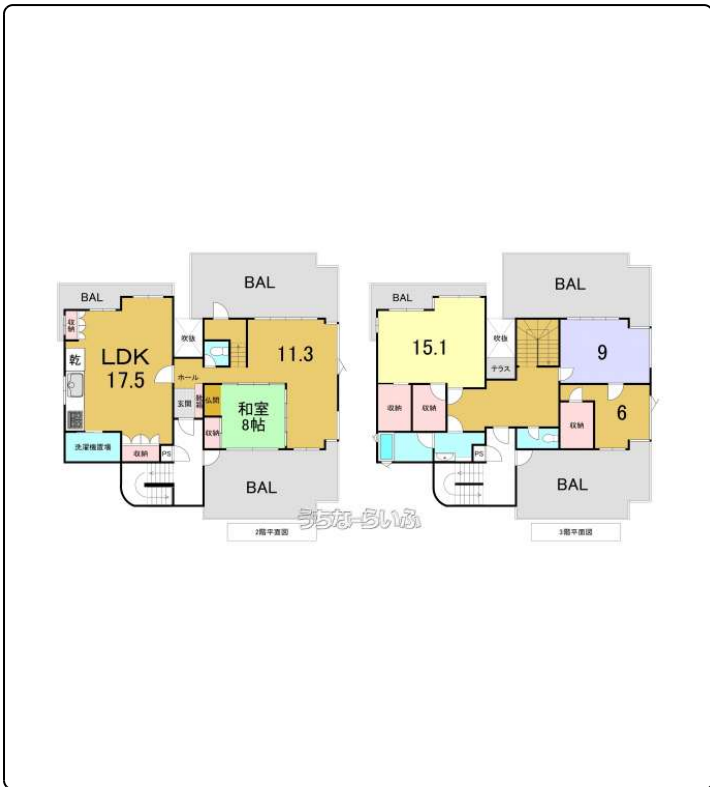 BAL
BAL
収納
吹抜
乾
LDK
17.5
11.3
ホール
玄関
仏間
和室
8帖
収納
洗濯機置場
収納
PS
BAL
2階平面図
BAL
BAL
吹抜
15.1
9
テラス
収納
収納
6
収納
PS
BAL
3階平面図
うちなーらいふ